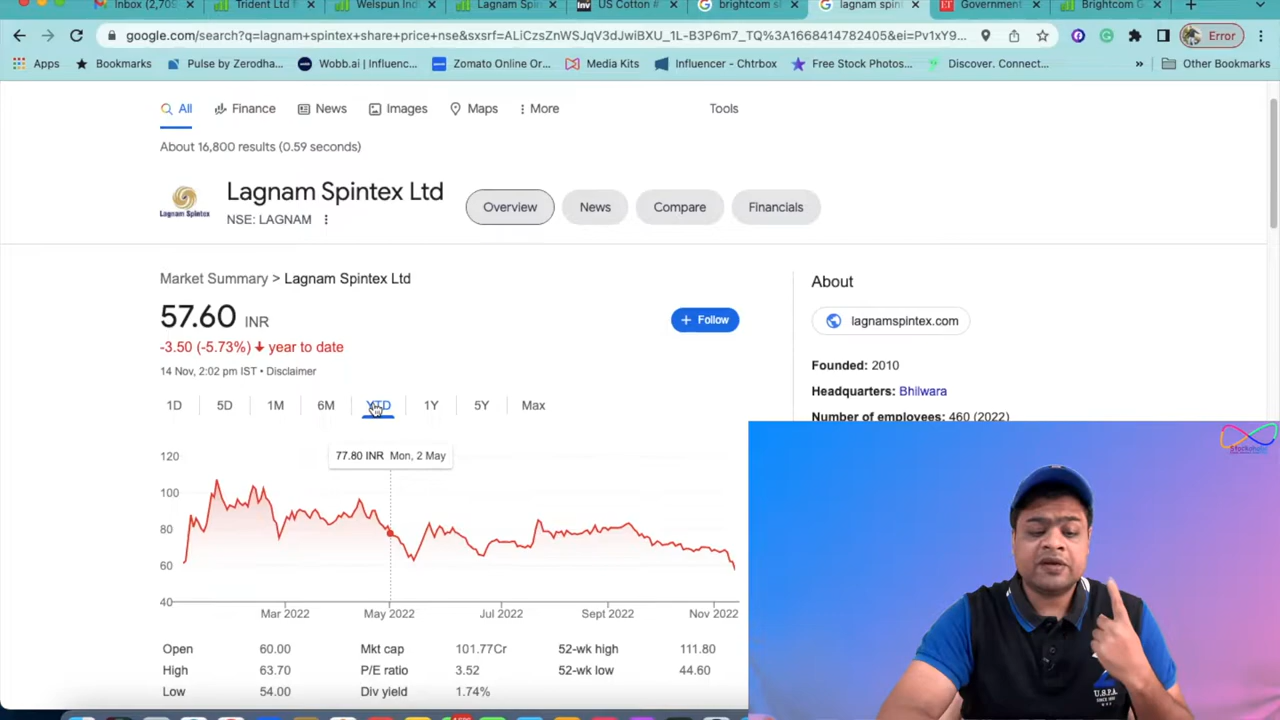 Inbox (2,709
Trident Ltd
Welspun Ind
Lagnam Spin
US Cotton #
brightcom s
lagnam spin
Government
Brightcom G
google.com/search?q=lagnam+spintex+share+price+nse&sxsrf=ALiCzsZnWSJqV3dJwiBXU_1L-B3P6m7_TQ%3A1668414782405&ei=Pv1xY9...
Error
Apps
Bookmarks
Pulse by Zerodha...
Wobb.ai | Influenc...
Zomato Online Or...
Media Kits
Influencer - Chtrbox
Free Stock Photos...
Discover. Connect...
»
Other Bookmarks
All
Finance
News
Images
Maps
More
Tools
About 16,800 results (0.59 seconds)
Lagnam Spintex
Lagnam Spintex Ltd
NSE: LAGNAM
Overview
News
Compare
Financials
Market Summary > Lagnam Spintex Ltd
57.60 INR
+ Follow
-3.50 (-5.73%) ↓ year to date
14 Nov, 2:02 pm IST • Disclaimer
1D
5D
1M
6M
YTD
1Y
5Y
Max
77.80 INR Mon, 2 May
120
100
80
60
40
Mar 2022
May 2022
Jul 2022
Sept 2022
Nov 2022
Open 60.00 Mkt cap 101.77Cr 52-wk high 111.80
High 63.70 P/E ratio 3.52 52-wk low 44.60
Low 54.00 Div yield 1.74%
About
lagnamspintex.com
Founded: 2010
Headquarters: Bhilwara
Number of employees: 460 (2022)
U.S.P.A.